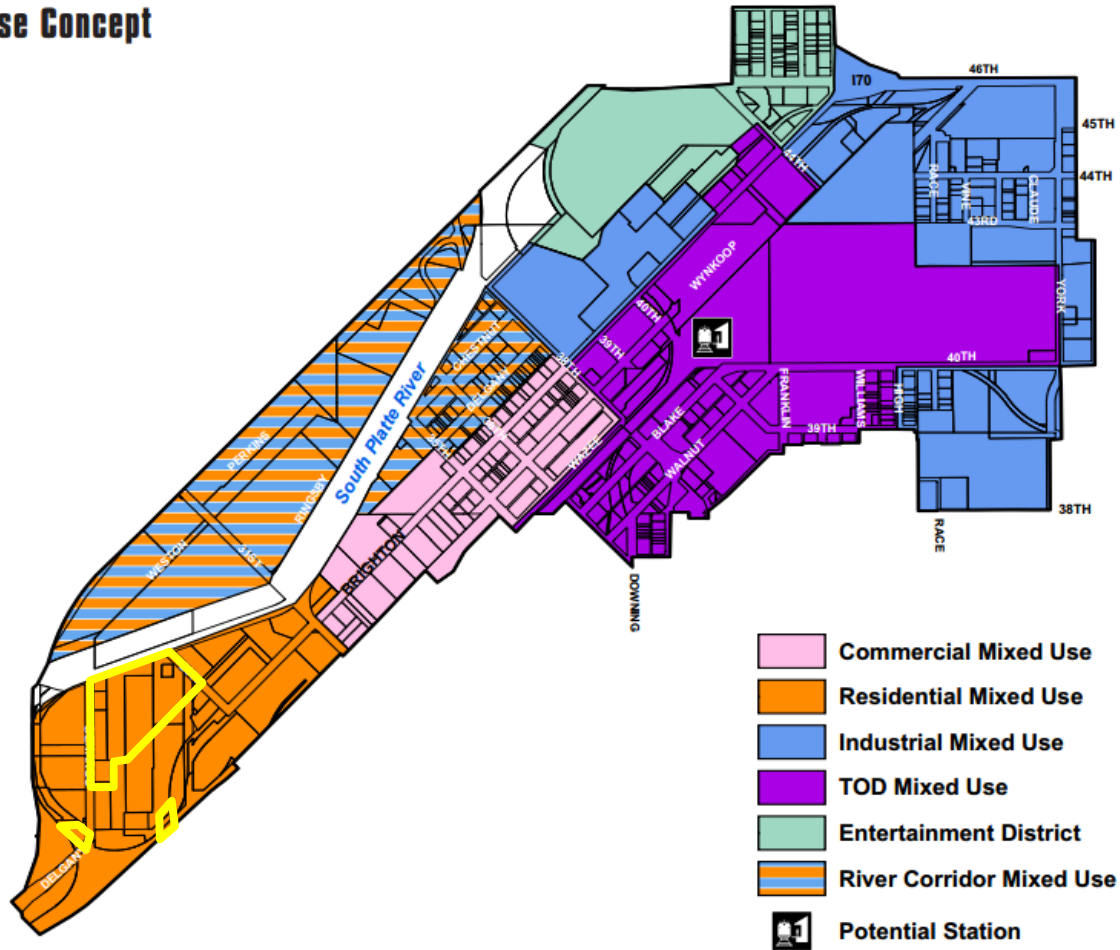 se Concept
I70
46TH
45TH
44TH
44TH
RACE
VINE
CLAUDE
43RD
WYNKOOP
YORK
40TH
39TH
40TH
CHESTNUT
38TH
DELGANY
FRANKLIN
WILLIAMS
HIGH
BLAKE
39TH
WALNUT
WAZEE
South Platte River
PERKINS
RINGSBY
38TH
RACE
WESTON
31ST
BRIGHTON
DOWNING
DELGANY
Commercial Mixed Use
Residential Mixed Use
Industrial Mixed Use
TOD Mixed Use
Entertainment District
River Corridor Mixed Use
Potential Station